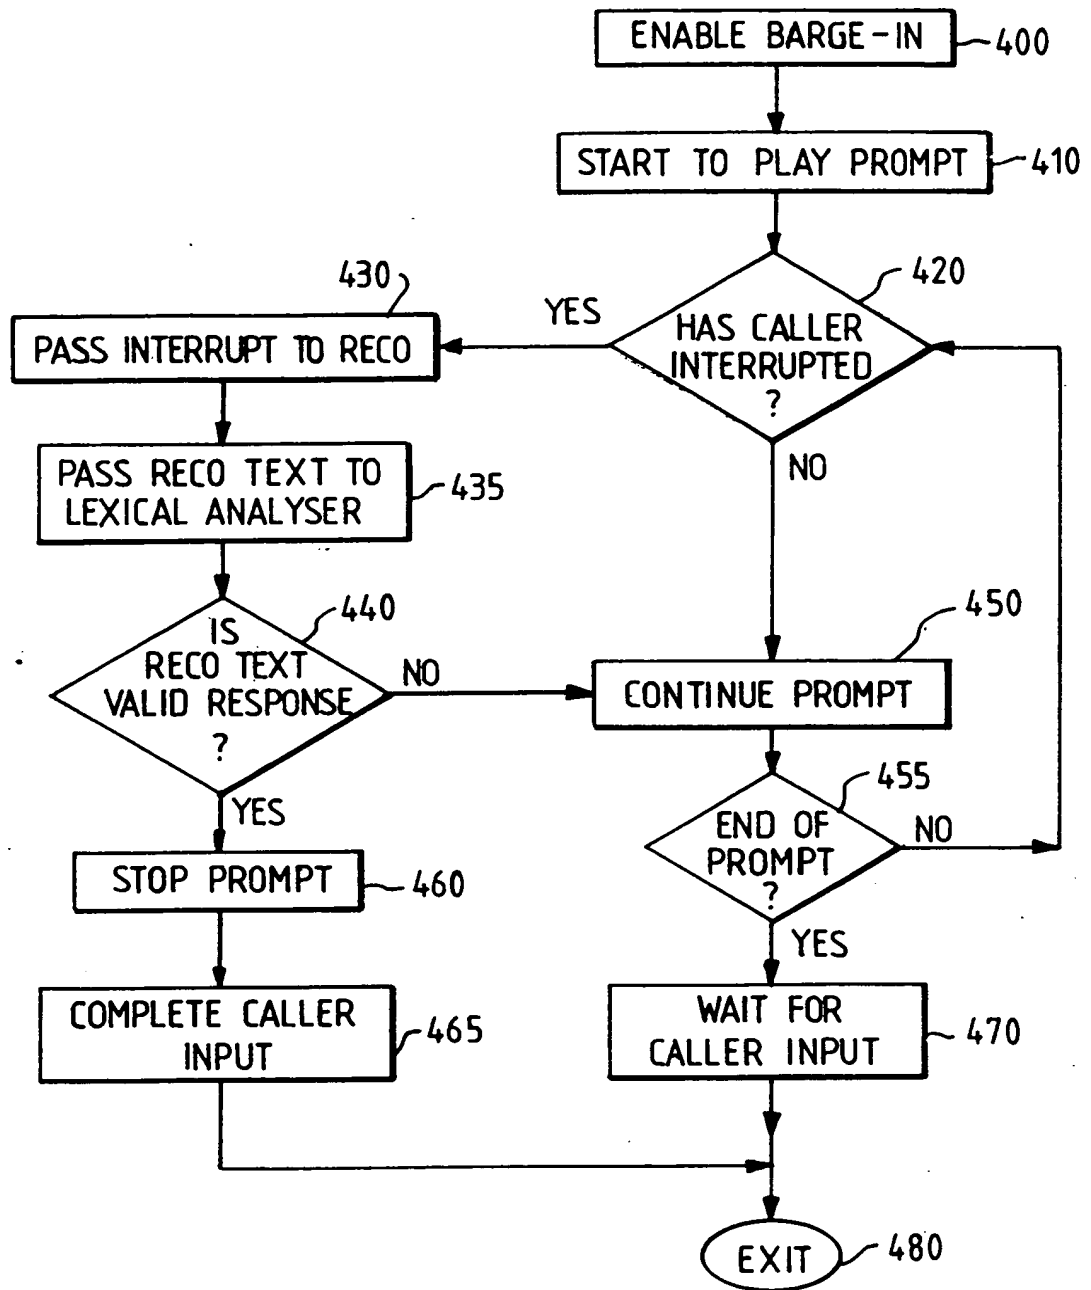 ENABLE BARGE-IN
400
START TO PLAY PROMPT
410
420
HAS CALLER
INTERRUPTED
?
YES
NO
430
PASS INTERRUPT TO RECO
PASS RECO TEXT TO
LEXICAL ANALYSER
435
440
IS
RECO TEXT
VALID RESPONSE
?
NO
YES
450
CONTINUE PROMPT
455
END OF
PROMPT
?
NO
YES
STOP PROMPT
460
COMPLETE CALLER
INPUT
465
WAIT FOR
CALLER INPUT
470
EXIT
480